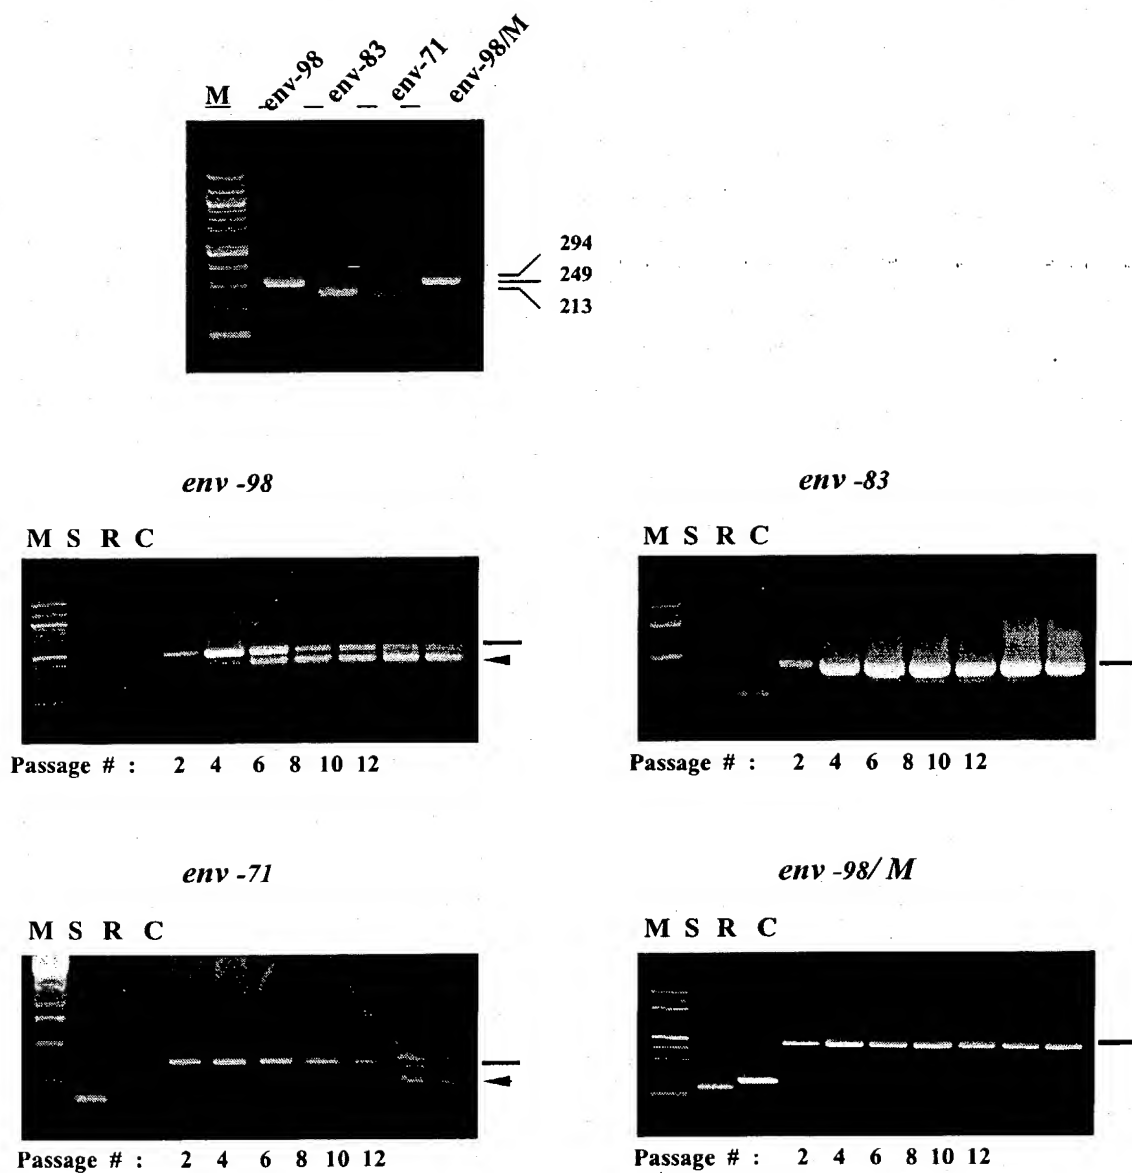 M env-98 env-83 env-71 env-98/M
294
249
213
env -98
M S R C
Passage # : 2 4 6 8 10 12
env -83
M S R C
Passage # : 2 4 6 8 10 12
env -71
M S R C
Passage # : 2 4 6 8 10 12
env -98/ M
M S R C
Passage # : 2 4 6 8 10 12